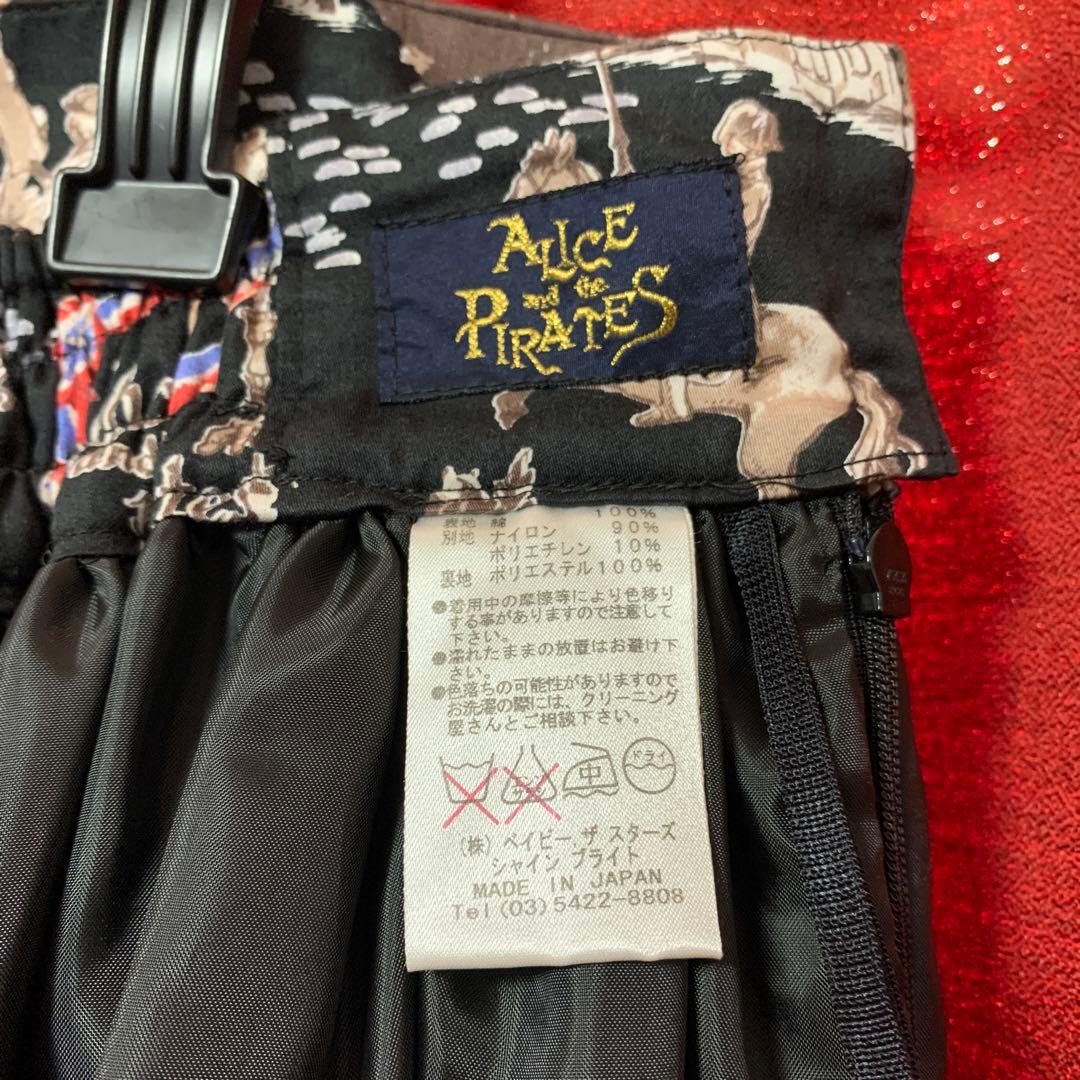 ALICE
and the
PIRATES
表地 綿 100%
別地 ナイロン 90%
ポリエチレン 10%
裏地 ポリエステル100%
●着用中の摩擦等により色移り
する事がありますので注意して
下さい。
●濡れたままの放置はお避け下
さい。
●色落ちの可能性がありますので
お洗濯の際には、クリーニング
屋さんとご相談下さい。
中 ドライ
(株) ベイビー ザ スターズ
シャイン ブライト
MADE IN JAPAN
Tel (03) 5422-8808